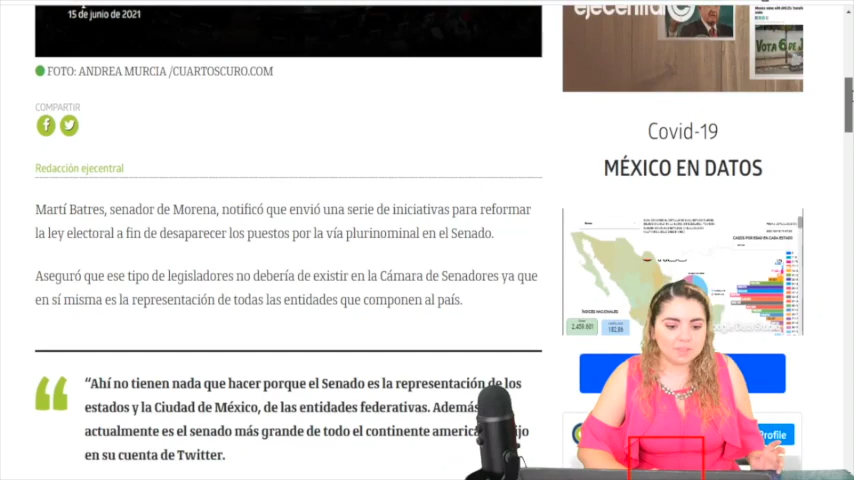 15 de junio de 2021
FOTO: ANDREA MURCIA /CUARTOSCURO.COM
COMPARTIR
Redacción ejecentral
Martí Batres, senador de Morena, notificó que envió una serie de iniciativas para reformar
la ley electoral a fin de desaparecer los puestos por la vía plurinominal en el Senado.
Aseguró que ese tipo de legisladores no debería de existir en la Cámara de Senadores ya que
en sí misma es la representación de todas las entidades que componen al país.
“Ahí no tienen nada que hacer porque el Senado es la representación de los
estados y la Ciudad de México, de las entidades federativas. Además
actualmente es el senado más grande de todo el continente
en su cuenta de Twitter.
VOTA 6 DE
Covid-19
MÉXICO EN DATOS
Profile